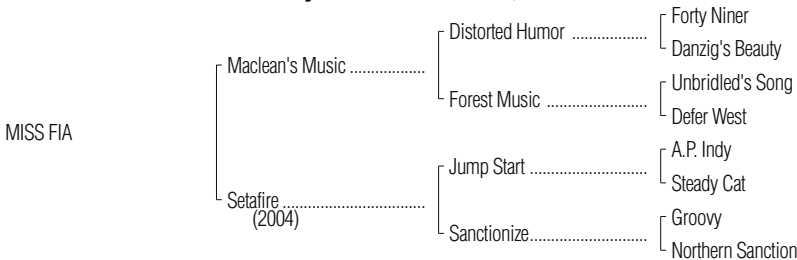 Forty Niner
Distorted Humor ...................
Danzig's Beauty
Maclean's Music ...................
Unbridled's Song
Forest Music .........................
Defer West
MISS FIA
A.P. Indy
Jump Start .............................
Steady Cat
Setafire ...................................
(2004)
Groovy
Sanctionize.............................
Northern Sanction